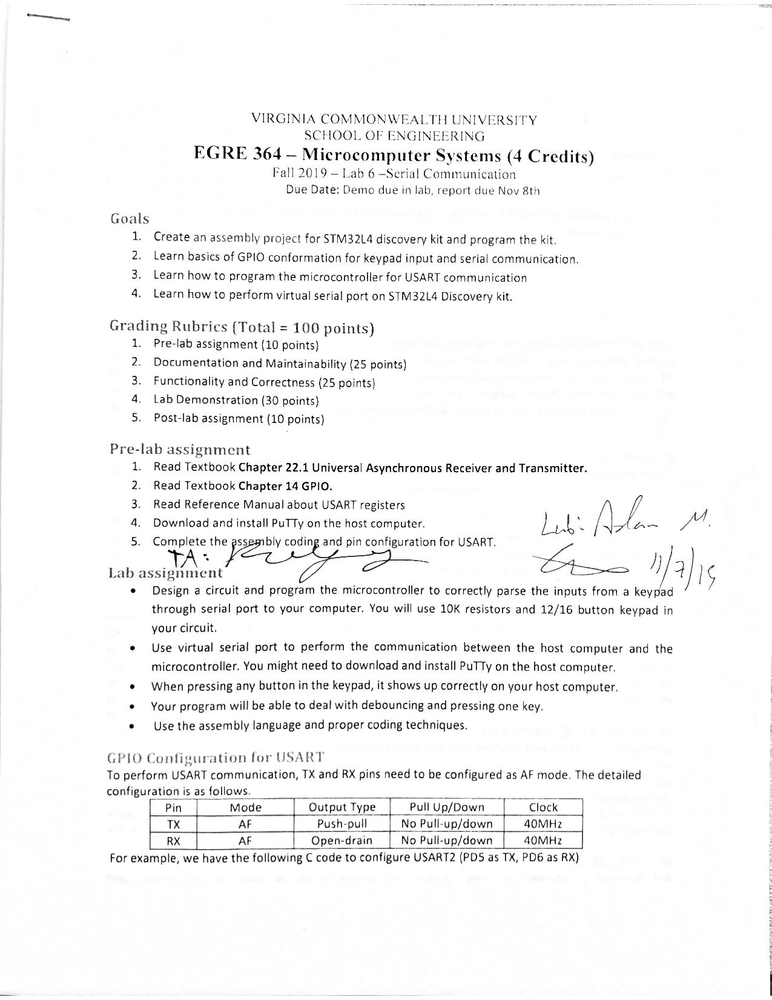 VIRGINIA COMMONWEALTH UNIVERSITY
SCHOOL OF ENGINEERING
EGRE 364 – Microcomputer Systems (4 Credits)
Fall 2019 – Lab 6 –Serial Communication
Due Date: Demo due in lab, report due Nov 8th
Goals
1. Create an assembly project for STM32L4 discovery kit and program the kit.
2. Learn basics of GPIO conformation for keypad input and serial communication.
3. Learn how to program the microcontroller for USART communication
4. Learn how to perform virtual serial port on STM32L4 Discovery kit.
Grading Rubrics (Total = 100 points)
1. Pre-lab assignment (10 points)
2. Documentation and Maintainability (25 points)
3. Functionality and Correctness (25 points)
4. Lab Demonstration (30 points)
5. Post-lab assignment (10 points)
Pre-lab assignment
1. Read Textbook Chapter 22.1 Universal Asynchronous Receiver and Transmitter.
2. Read Textbook Chapter 14 GPIO.
3. Read Reference Manual about USART registers
4. Download and install PuTTy on the host computer.
5. Complete the assembly coding and pin configuration for USART.
TA:
11/7/19
Lab assignment
• Design a circuit and program the microcontroller to correctly parse the inputs from a keypad
through serial port to your computer. You will use 10K resistors and 12/16 button keypad in
your circuit.
• Use virtual serial port to perform the communication between the host computer and the
microcontroller. You might need to download and install PuTTy on the host computer.
• When pressing any button in the keypad, it shows up correctly on your host computer.
• Your program will be able to deal with debouncing and pressing one key.
• Use the assembly language and proper coding techniques.
GPIO Configuration for USART
To perform USART communication, TX and RX pins need to be configured as AF mode. The detailed
configuration is as follows.
Pin Mode Output Type Pull Up/Down Clock
TX AF Push-pull No Pull-up/down 40MHz
RX AF Open-drain No Pull-up/down 40MHz
For example, we have the following C code to configure USART2 (PD5 as TX, PD6 as RX)